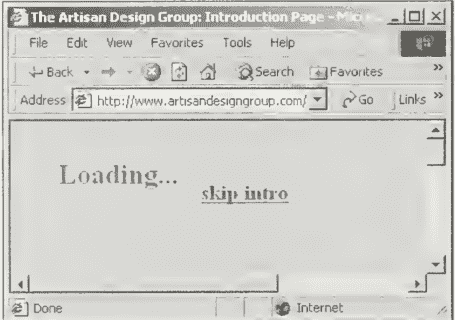 The Artisan Design Group: Introduction Page - Mic
File Edit View Favorites Tools Help
Back Search Favorites »
Address http://www.artisandesigngroup.com/ Go Links »
Loading...
skip intro
Done Internet